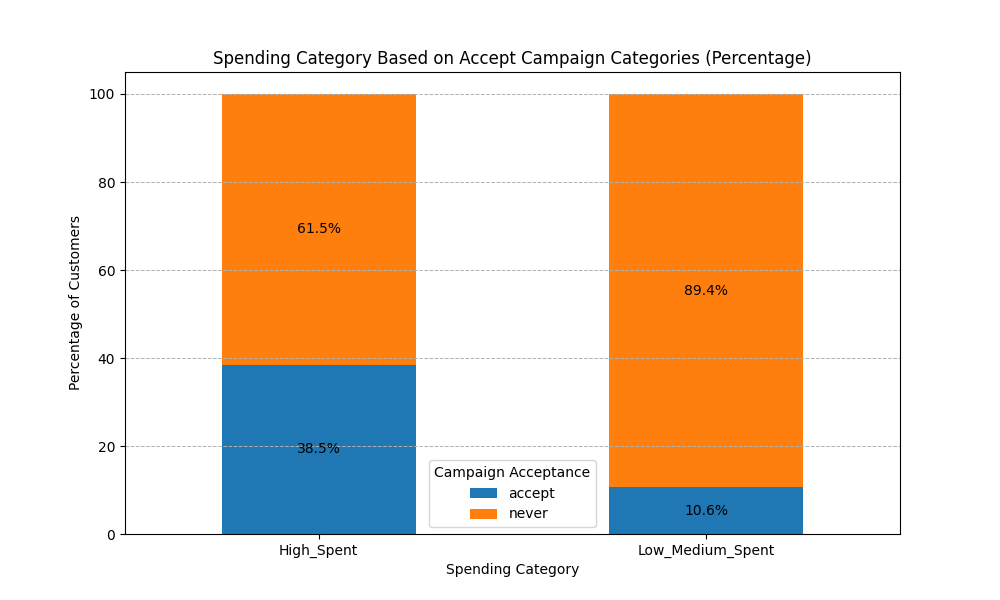 Spending Category Based on Accept Campaign Categories (Percentage)
Percentage of Customers
100
80
60
40
20
0
61.5%
38.5%
89.4%
10.6%
Campaign Acceptance
accept
never
High_Spent
Low_Medium_Spent
Spending Category